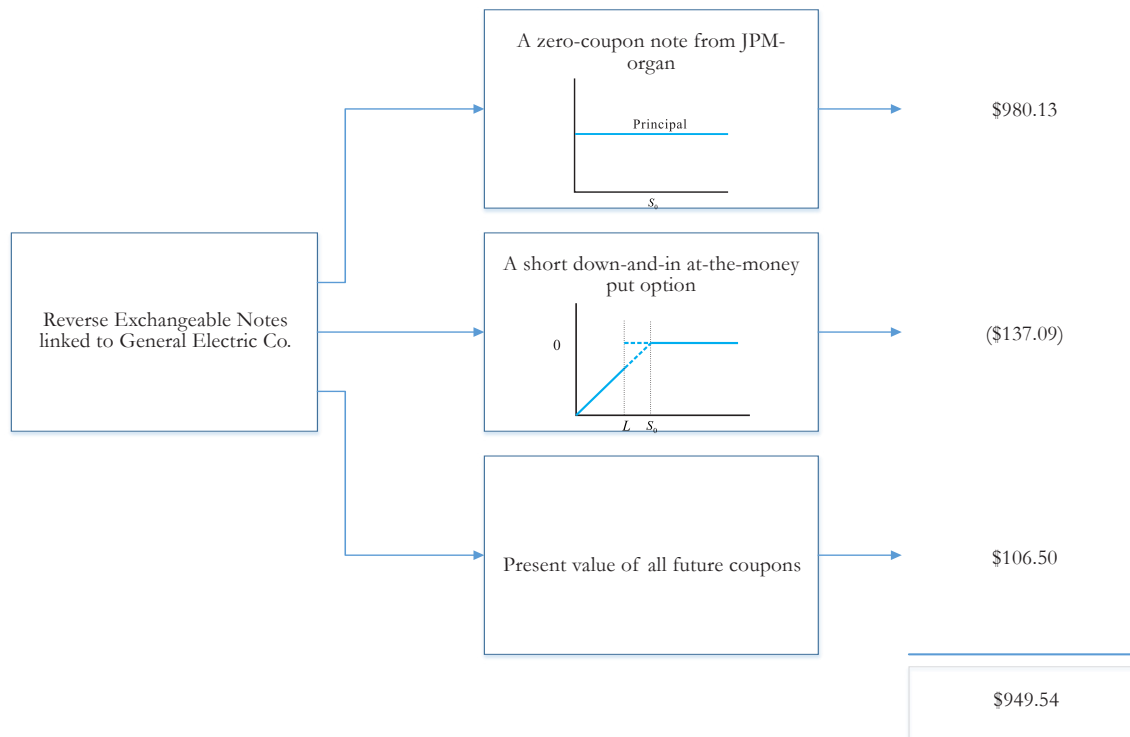 A zero-coupon note from JPM-
organ
Principal
S₀
$980.13
Reverse Exchangeable Notes
linked to General Electric Co.
A short down-and-in at-the-money
put option
0
L S₀
($137.09)
Present value of all future coupons
$106.50
$949.54